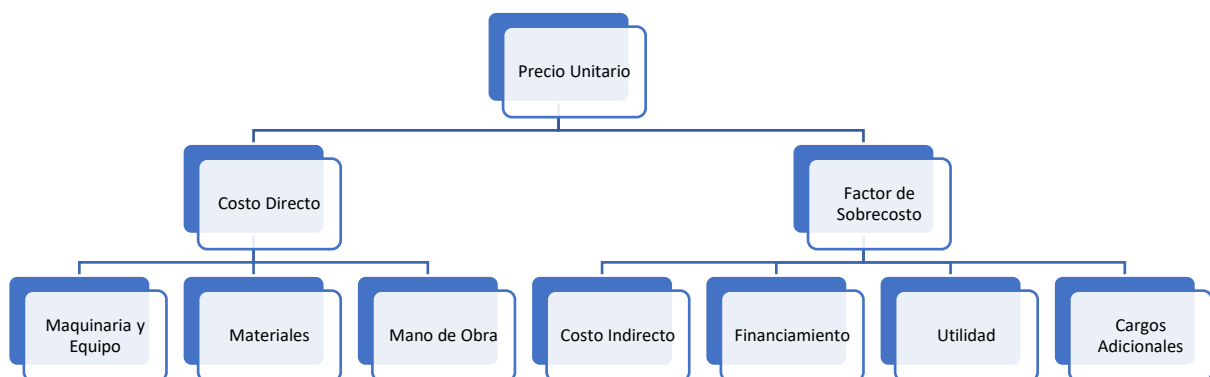 Precio Unitario
Costo Directo
Factor de
Sobrecosto
Maquinaria y
Equipo
Materiales
Mano de Obra
Costo Indirecto
Financiamiento
Utilidad
Cargos
Adicionales